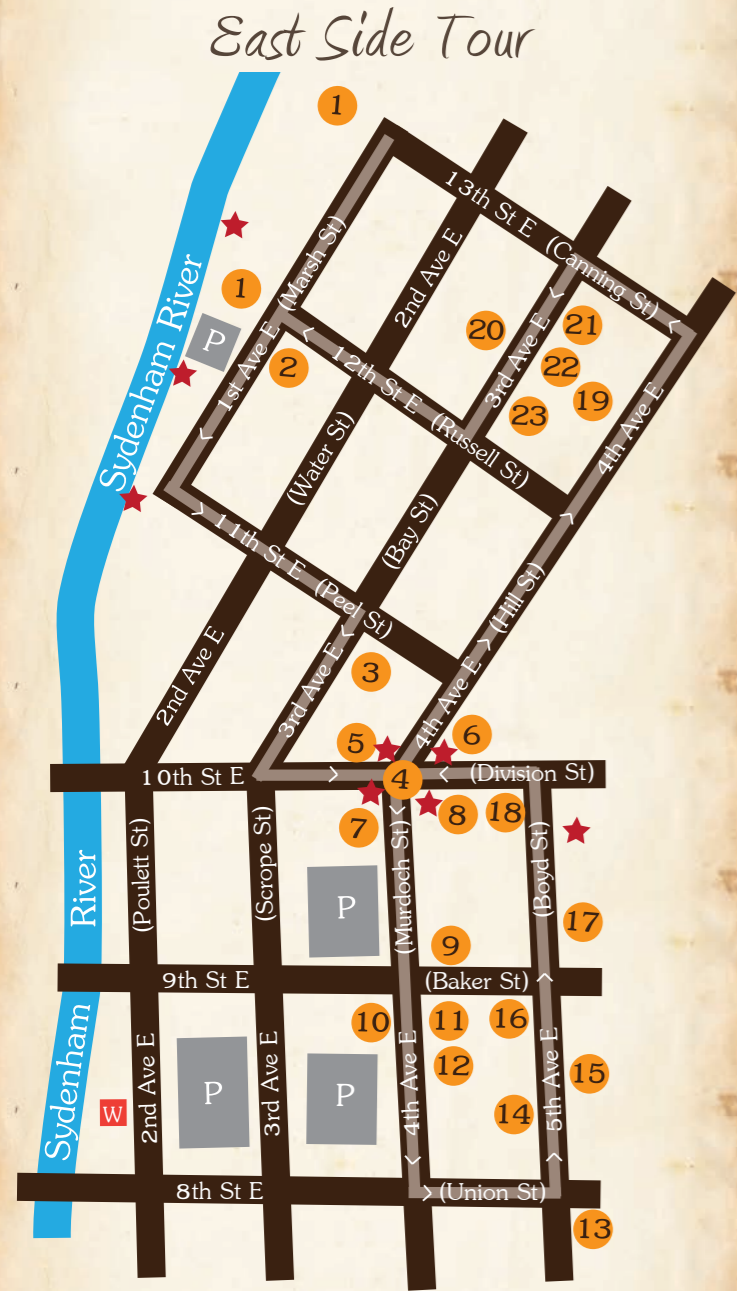 East Side Tour
1
13th St E (Canning St)
1
1st Ave E (Marsh St)
P
2
2nd Ave E
(Water St)
2nd Ave E
20
21
22
19
23
3rd Ave E
(Bay St)
3rd Ave E
12th St E (Russell St)
4th Ave E
(Hill St)
4th Ave E
Sydenham River
11th St E (Peel St)
3
5
6
4
10th St E
(Division St)
7
8
18
(Poulett St)
(Scrope St)
(Murdoch St)
(Boyd St)
River
P
17
9
9th St E
(Baker St)
10
11
16
12
15
14
Sydenham
W
2nd Ave E
P
3rd Ave E
P
4th Ave E
5th Ave E
8th St E
(Union St)
13